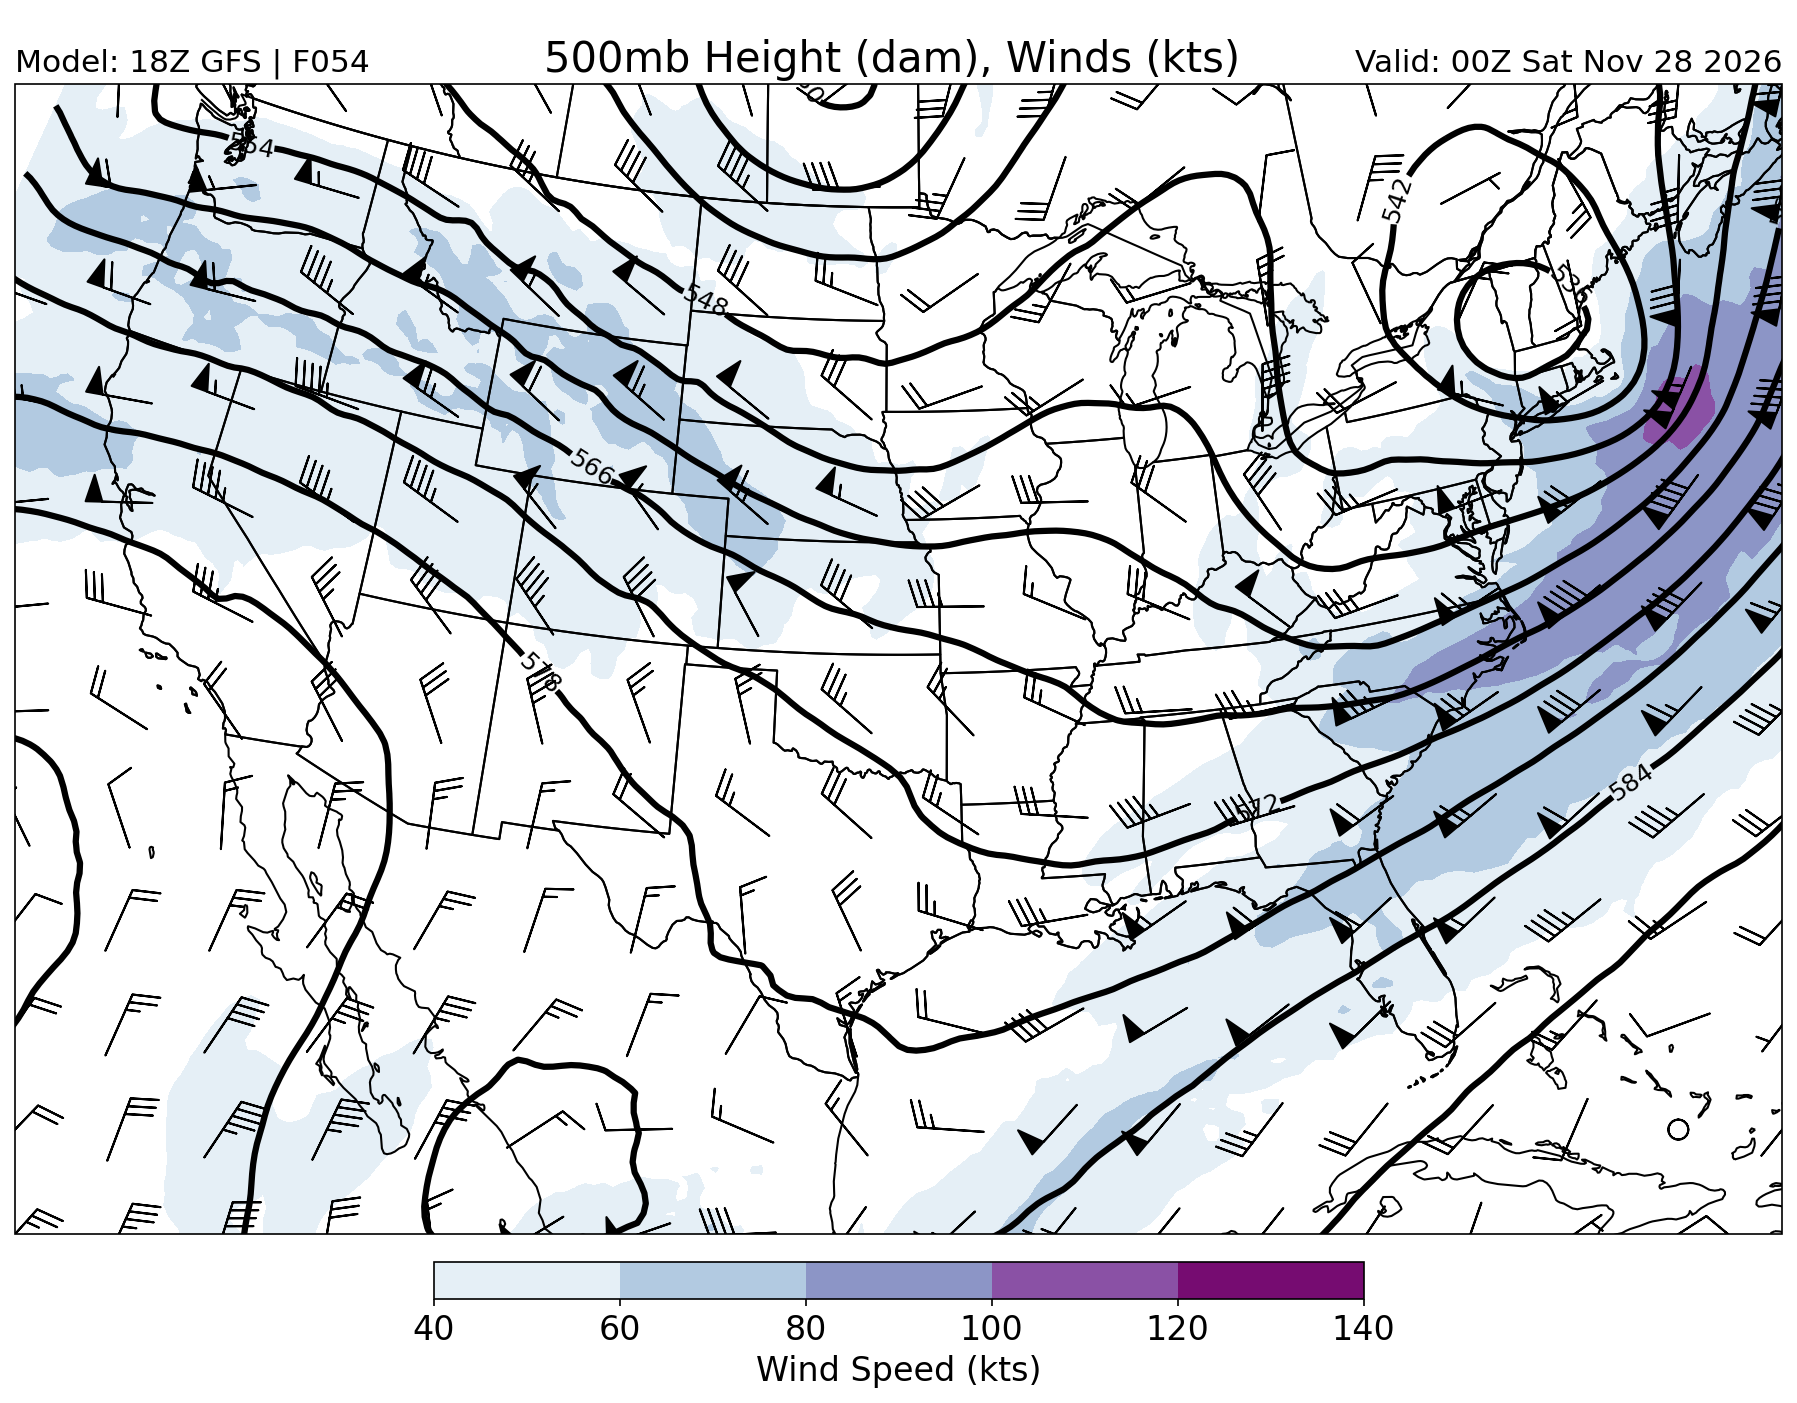 Model: 18Z GFS | F054
500mb Height (dam), Winds (kts)
Valid: 00Z Sat Nov 28 2026
542
548
566
578
572
584
40 60 80 100 120 140
Wind Speed (kts)